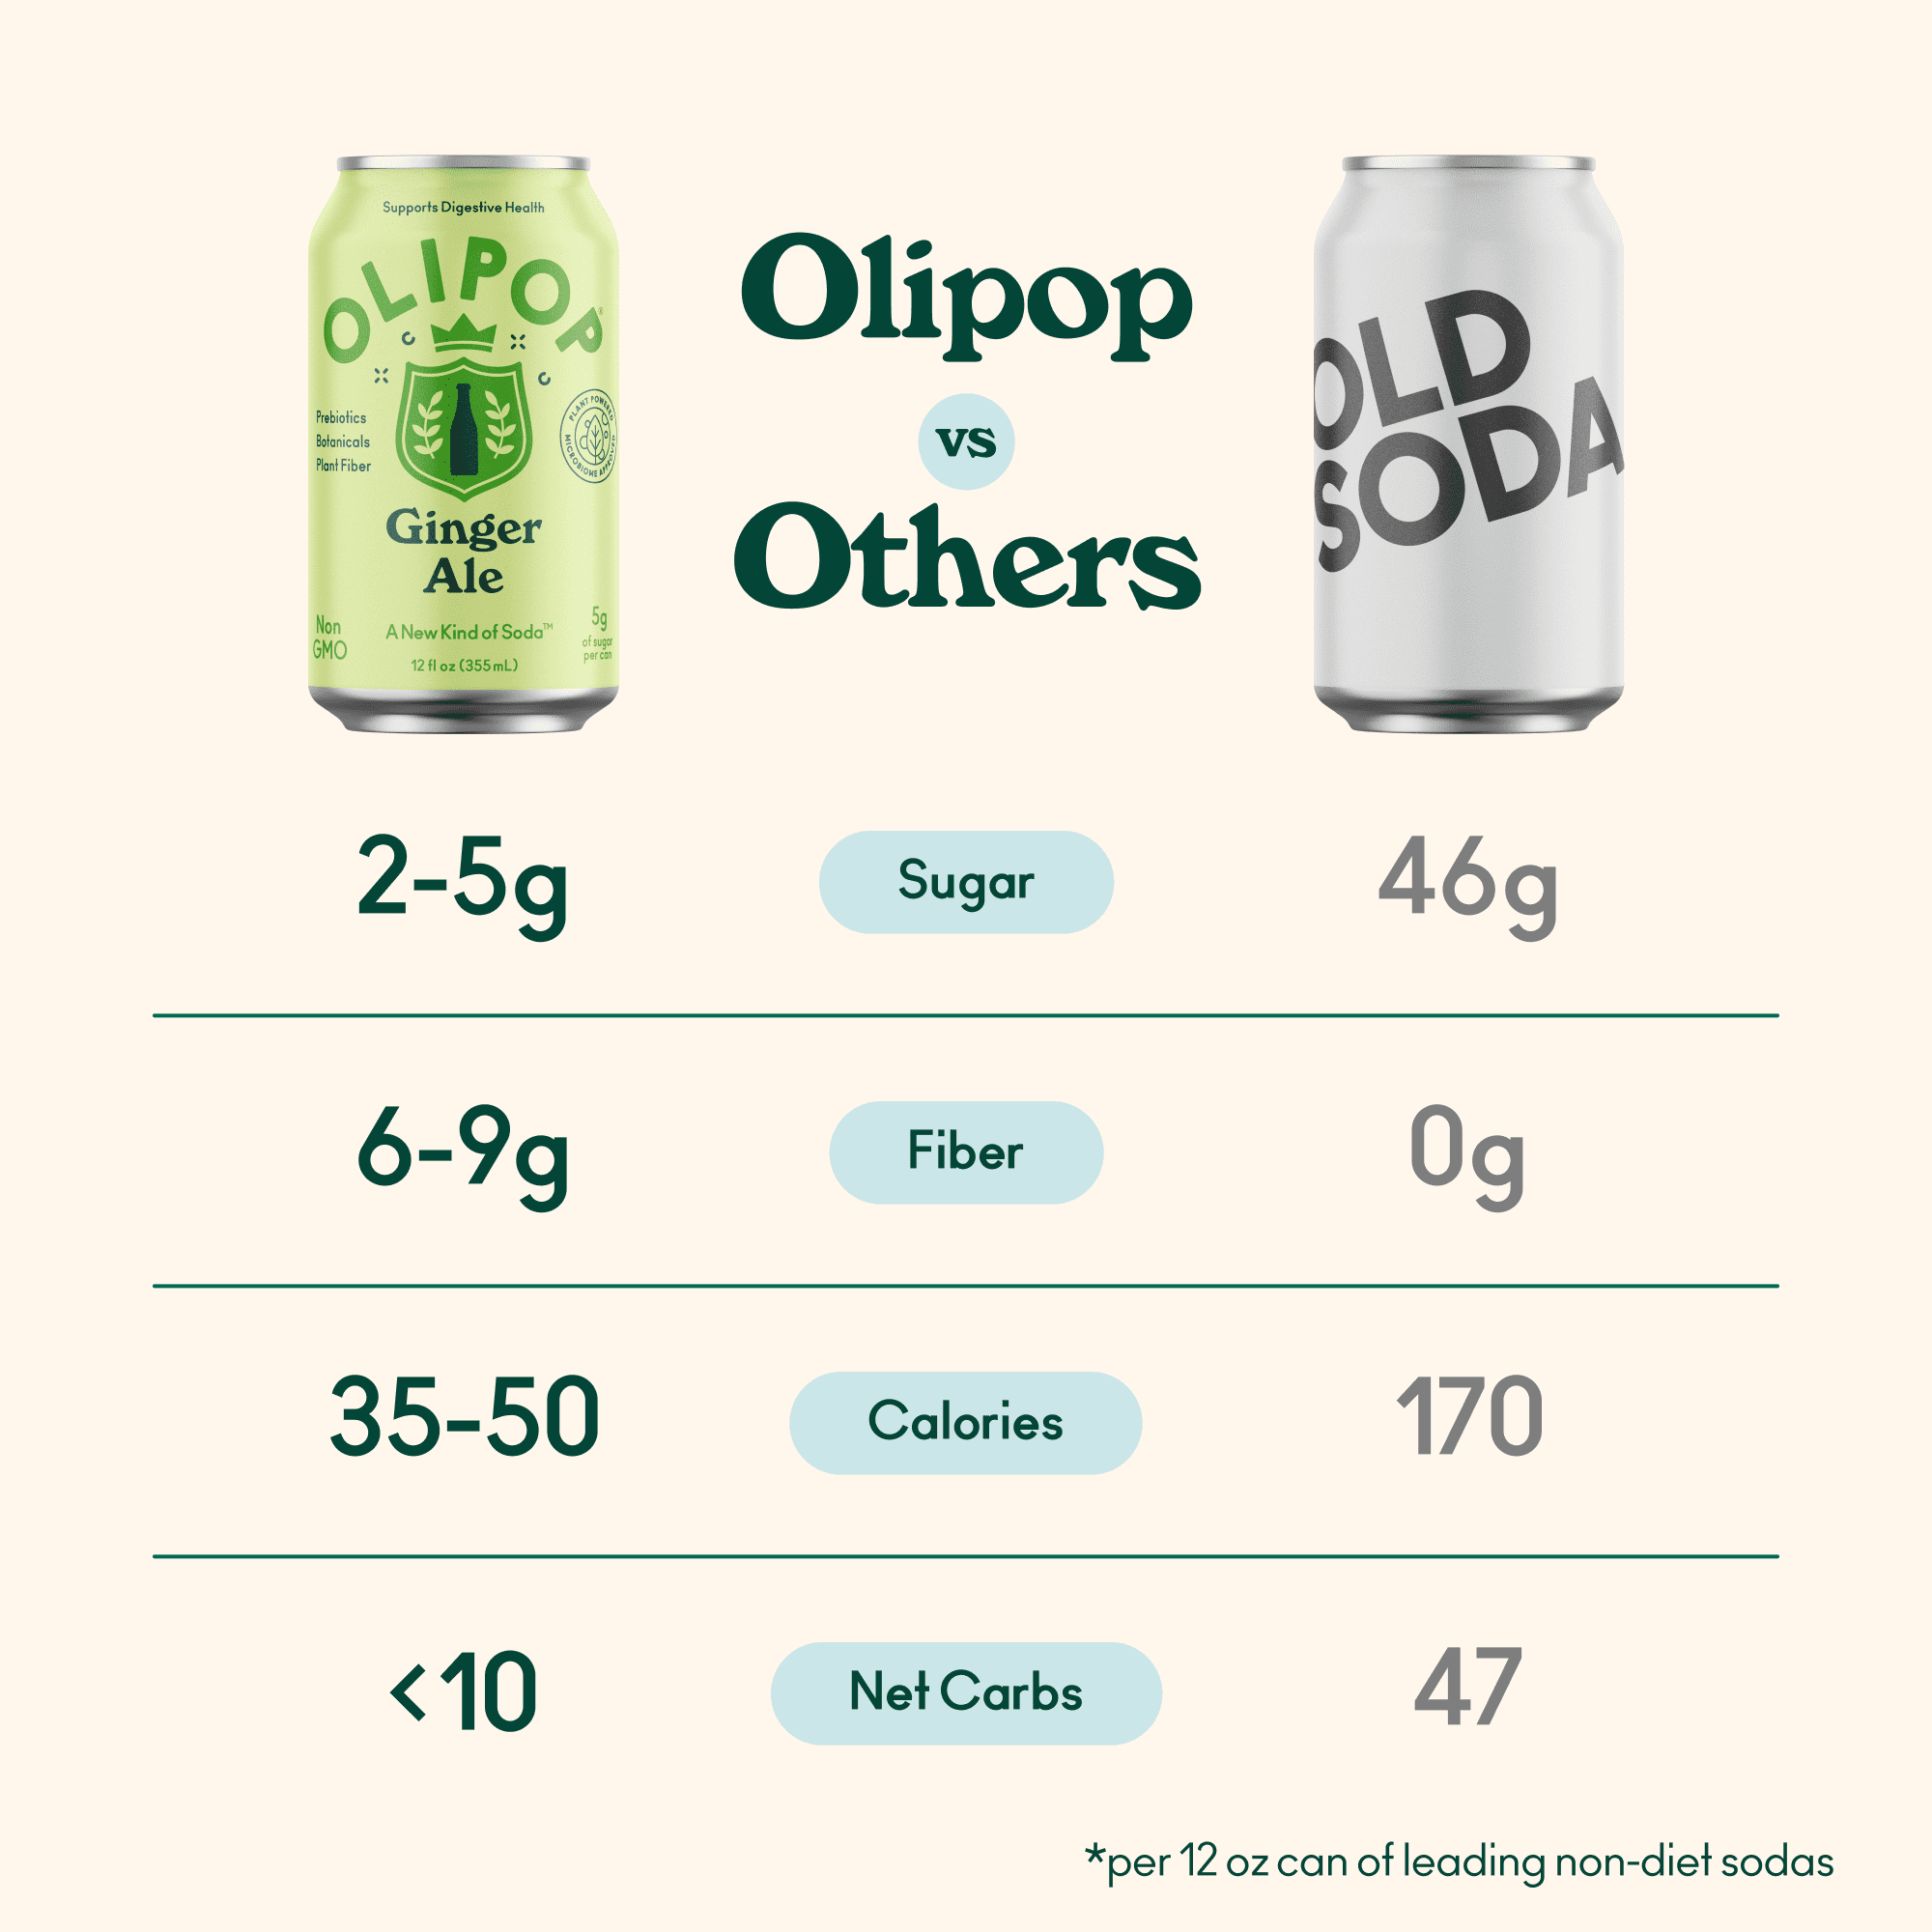 Supports Digestive Health
OLIPOP®
Prebiotics
Botanicals
Plant Fiber
PLANT POWERED
MICROBIOME APPROVED
Ginger
Ale
Non
GMO
A New Kind of Soda™
12 fl oz (355 mL)
5g
of sugar
per can
Olipop
vs
Others
OLD
SODA
2-5g Sugar 46g
6-9g Fiber 0g
35-50 Calories 170
<10 Net Carbs 47
*per 12 oz can of leading non-diet sodas